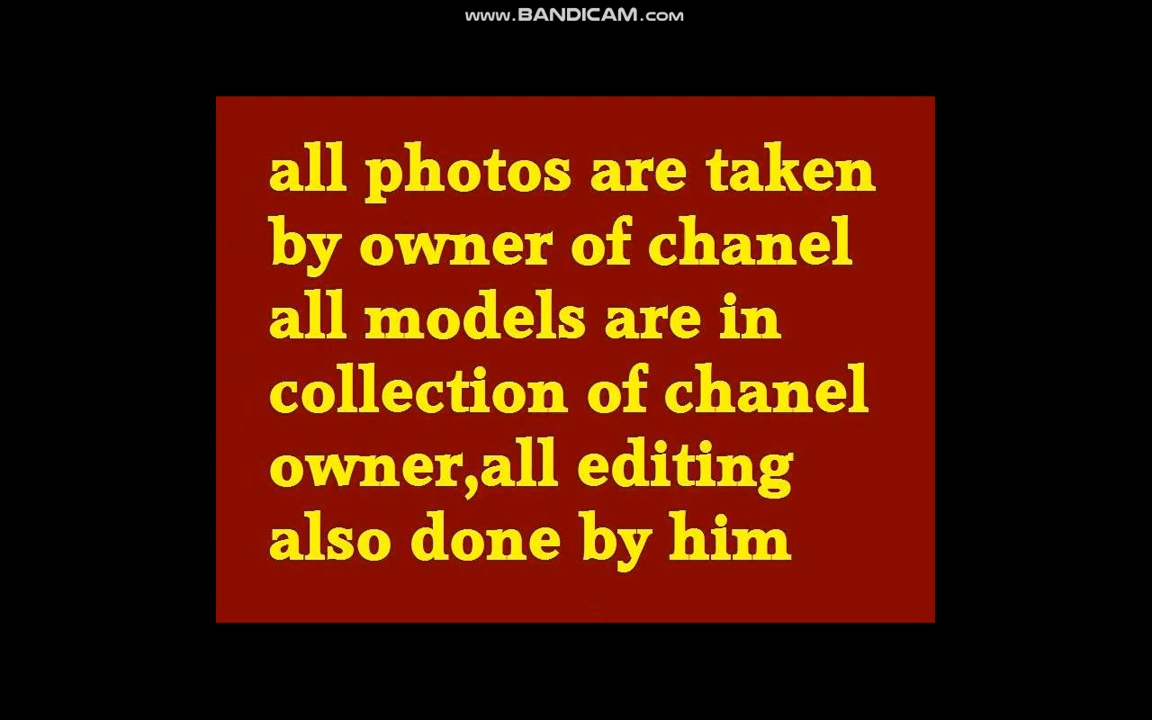 www.BANDICAM.com
all photos are taken
by owner of chanel
all models are in
collection of chanel
owner,all editing
also done by him